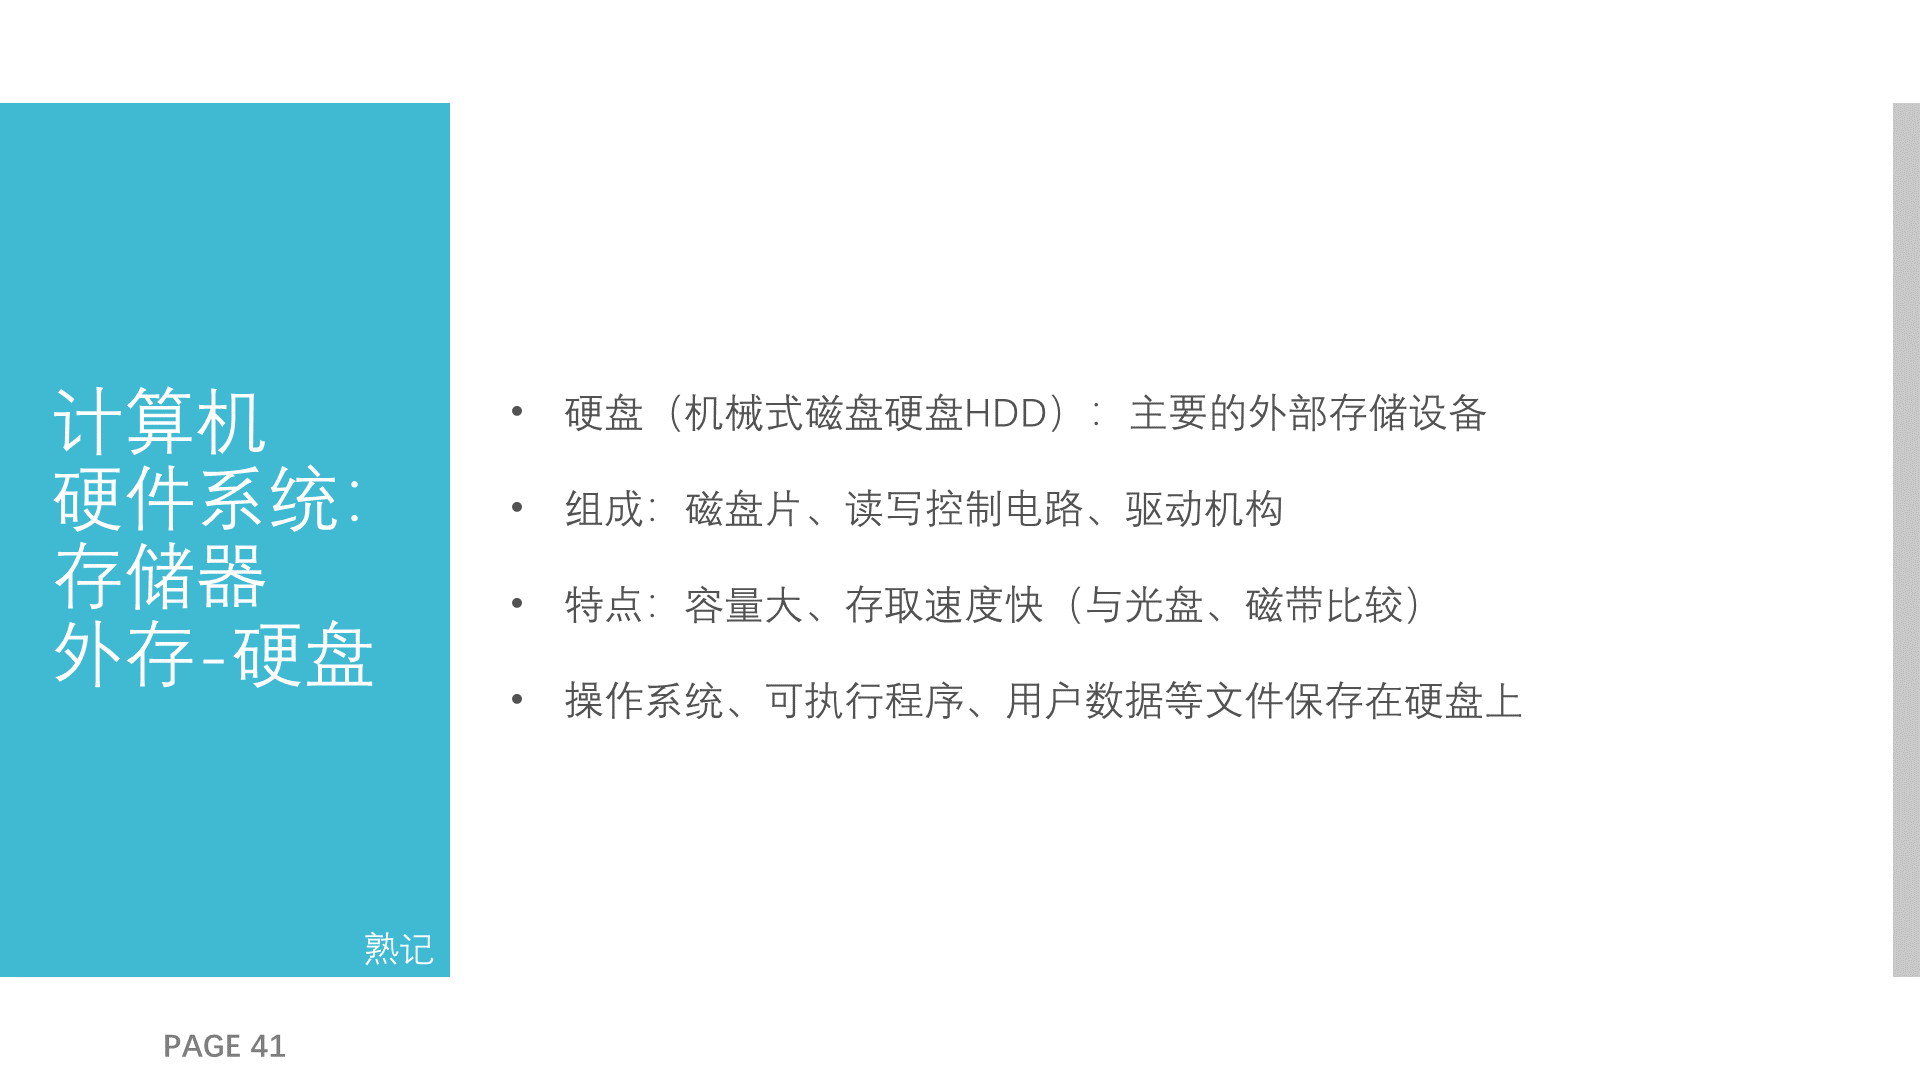 计算机
硬件系统：
存储器
外存-硬盘
熟记
• 硬盘（机械式磁盘硬盘HDD）：主要的外部存储设备
• 组成：磁盘片、读写控制电路、驱动机构
• 特点：容量大、存取速度快（与光盘、磁带比较）
• 操作系统、可执行程序、用户数据等文件保存在硬盘上
PAGE 41